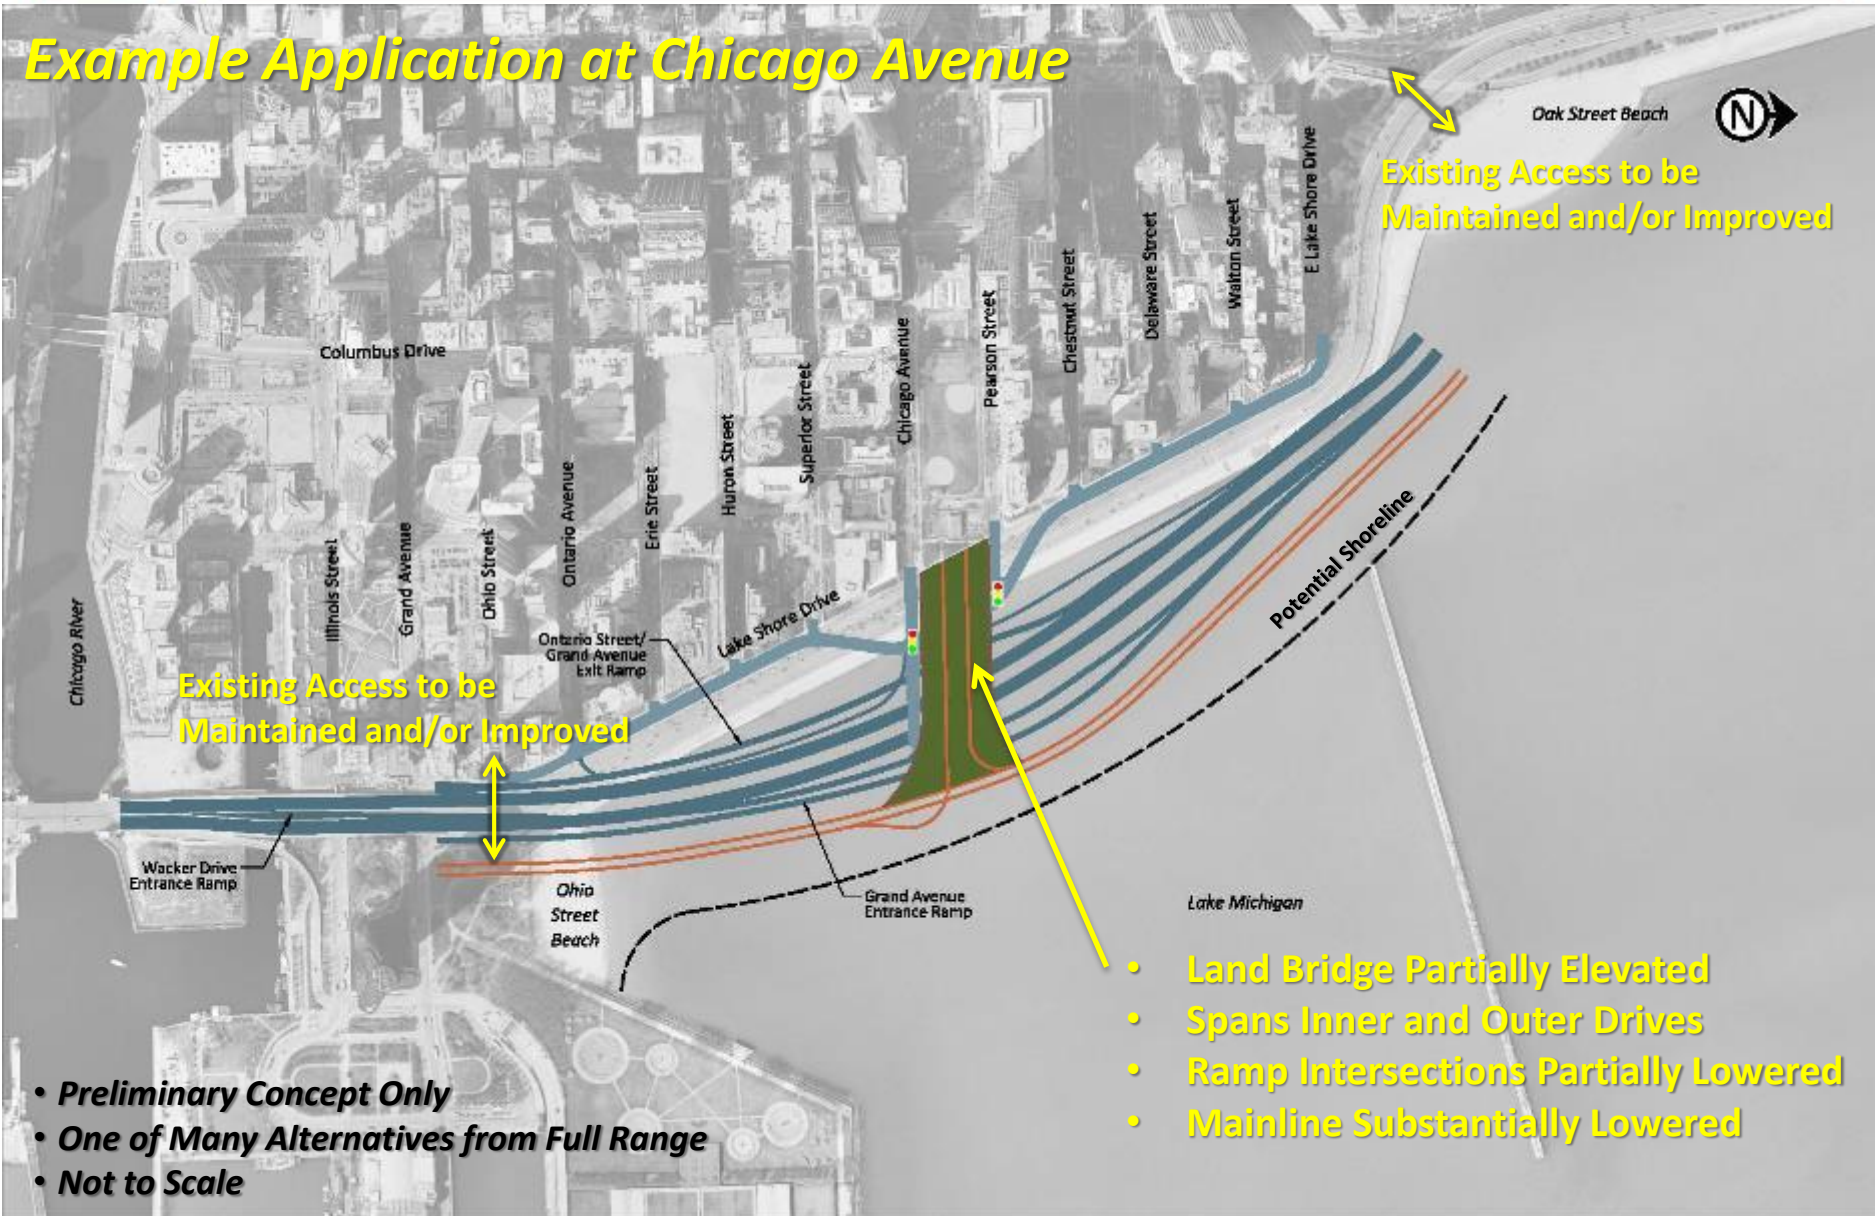 Example Application at Chicago Avenue
Oak Street Beach
N
Existing Access to be
Maintained and/or Improved
E Lake Shore Drive
Walton Street
Delaware Street
Chestnut Street
Pearson Street
Chicago Avenue
Superior Street
Huron Street
Erie Street
Ontario Avenue
Ohio Street
Grand Avenue
Illinois Street
Columbus Drive
Chicago River
Lake Shore Drive
Ontario Street/
Grand Avenue
Exit Ramp
Potential Shoreline
Existing Access to be
Maintained and/or Improved
Wacker Drive
Entrance Ramp
Ohio
Street
Beach
Grand Avenue
Entrance Ramp
Lake Michigan
• Land Bridge Partially Elevated
• Spans Inner and Outer Drives
• Ramp Intersections Partially Lowered
• Mainline Substantially Lowered
• Preliminary Concept Only
• One of Many Alternatives from Full Range
• Not to Scale